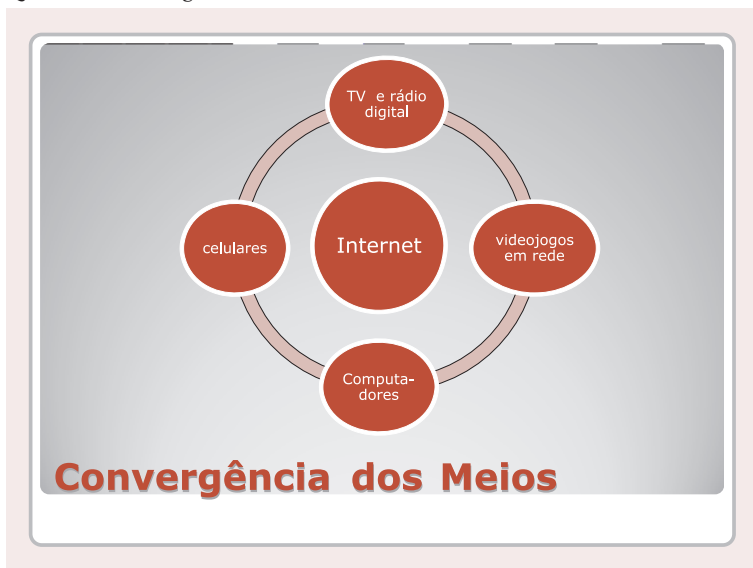 TV e rádio
digital
celulares
Internet
videojogos
em rede
Computa-
dores
Convergência dos Meios